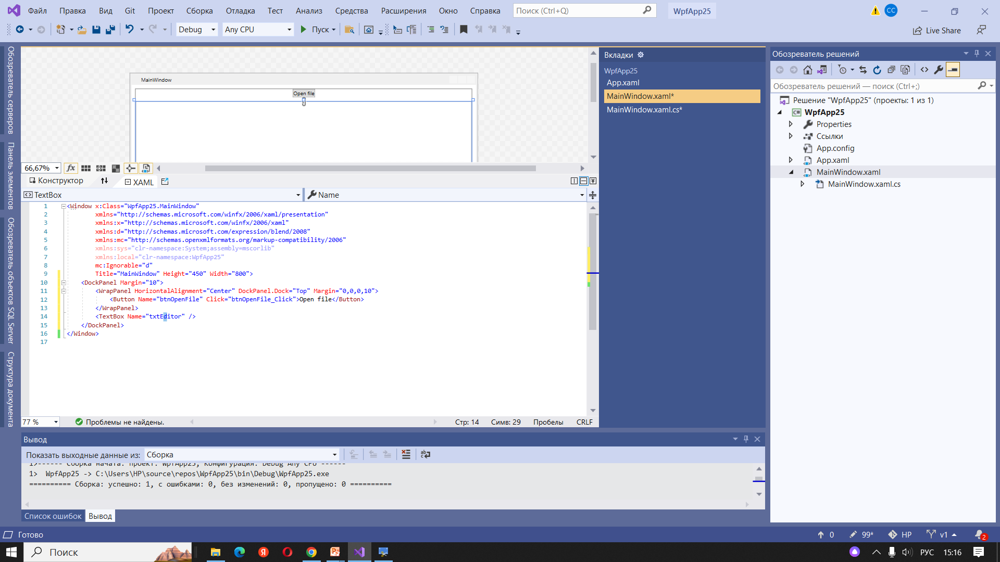 Файл Правка Вид Git Проект Сборка Отладка Тест Анализ Средства Расширения Окно Справка Поиск (Ctrl+Q) WpfApp25 CC
Debug Any CPU Пуск Live Share
Обозреватель серверов
Панель элементов
Обозреватель объектов SQL Server
Структура документа
MainWindow
Open file
66,67%
Конструктор XAML
TextBox Name
1 <Window x:Class="WpfApp25.MainWindow"
2 xmlns="http://schemas.microsoft.com/winfx/2006/xaml/presentation"
3 xmlns:x="http://schemas.microsoft.com/winfx/2006/xaml"
4 xmlns:d="http://schemas.microsoft.com/expression/blend/2008"
5 xmlns:mc="http://schemas.openxmlformats.org/markup-compatibility/2006"
6 xmlns:sys="clr-namespace:System;assembly=mscorlib"
7 xmlns:local="clr-namespace:WpfApp25"
8 mc:Ignorable="d"
9 Title="MainWindow" Height="450" Width="800">
10 <DockPanel Margin="10">
11 <WrapPanel HorizontalAlignment="Center" DockPanel.Dock="Top" Margin="0,0,0,10">
12 <Button Name="btnOpenFile" Click="btnOpenFile_Click">Open file</Button>
13 </WrapPanel>
14 <TextBox Name="txtEditor" />
15 </DockPanel>
16 </Window>
17
77 % Проблемы не найдены. Стр: 14 Симв: 29 Пробелы CRLF
Вкладки
WpfApp25
App.xaml
MainWindow.xaml*
MainWindow.xaml.cs*
Обозреватель решений
Обозреватель решений — поиск (Ctrl+;)
Решение "WpfApp25" (проекты: 1 из 1)
WpfApp25
Properties
Ссылки
App.config
App.xaml
MainWindow.xaml
MainWindow.xaml.cs
Вывод
Показать выходные данные из: Сборка
1>------ Сборка начата: проект: WpfApp25, Конфигурация: Debug Any CPU ------
1> WpfApp25 -> C:\Users\HP\source\repos\WpfApp25\bin\Debug\WpfApp25.exe
========== Сборка: успешно: 1, с ошибками: 0, без изменений: 0, пропущено: 0 ==========
Список ошибок Вывод
Готово 0 99* HP v1 2
Поиск РУС 15:16